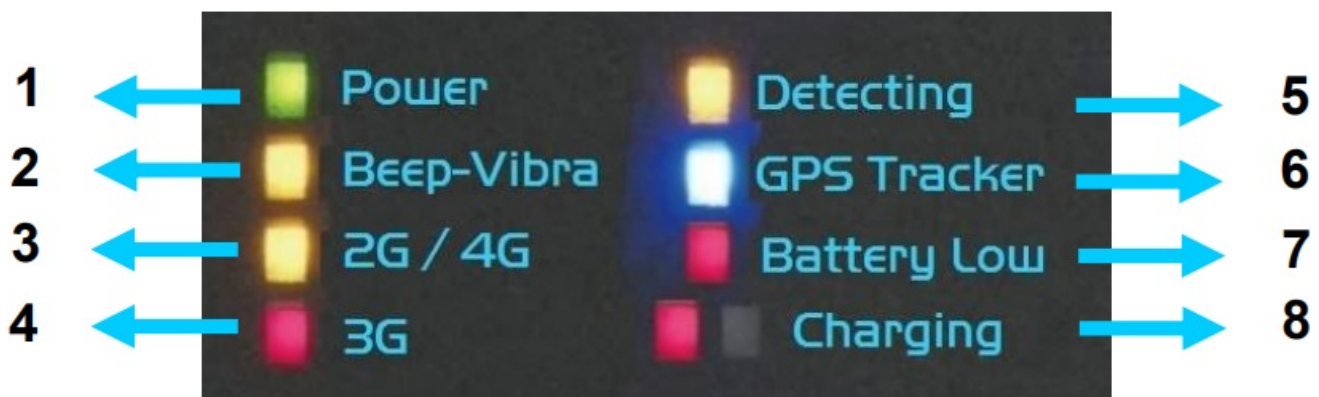 1 Power Detecting 5
2 Beep-Vibra GPS Tracker 6
3 2G / 4G Battery Low 7
4 3G Charging 8